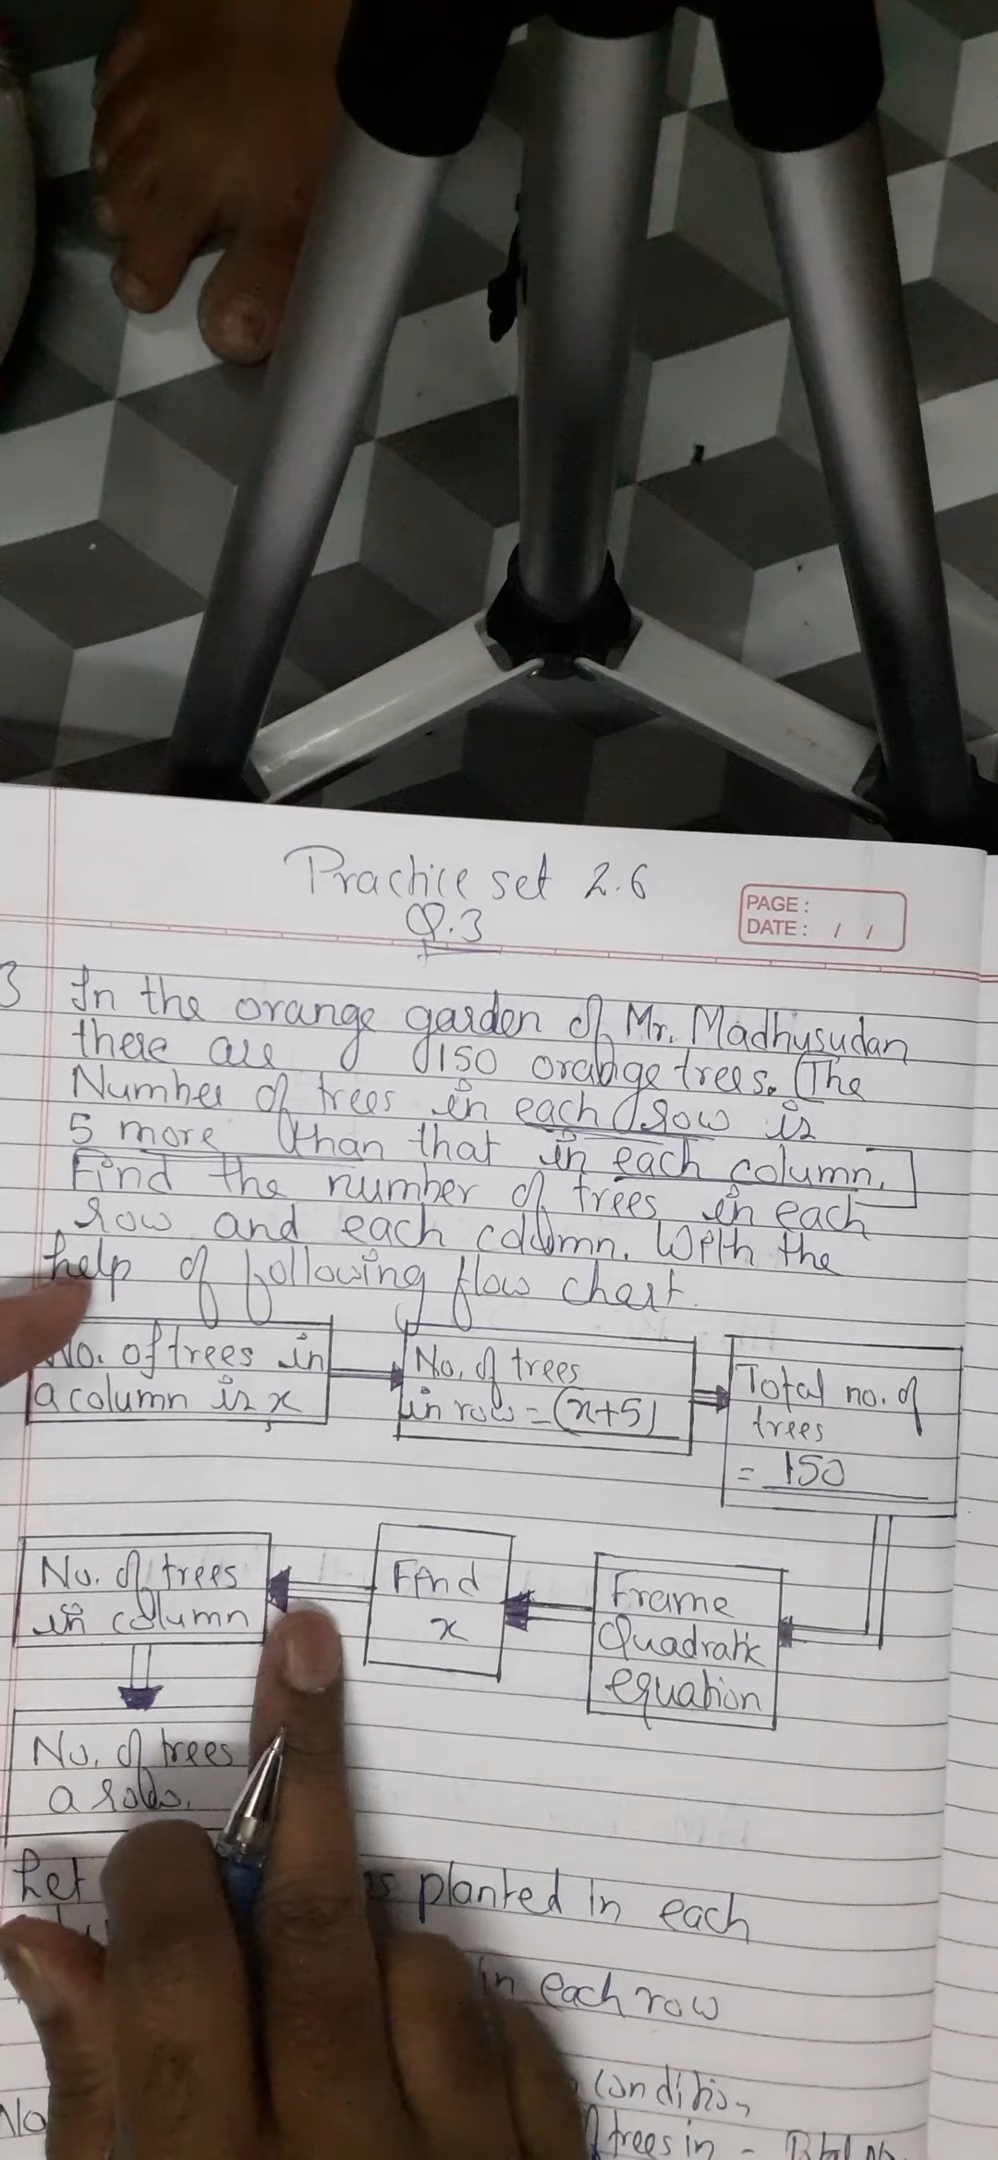 Practice set 2.6
Q.3
PAGE :
DATE : / /
3 In the orange garden of Mr. Madhusudan
there are 150 orange trees. The
Number of trees in each row is
5 more than that in each column.
Find the number of trees in each
row and each column. With the
help of following flow chart.
No. of trees in
a column is x
No. of trees
in row = (x+5)
Total no. of
trees
= 150
Frame
Quadratic
equation
Find
x
No. of trees
in column
No. of trees
a row.
Let planted in each
in each row
condition
trees in = Total No.